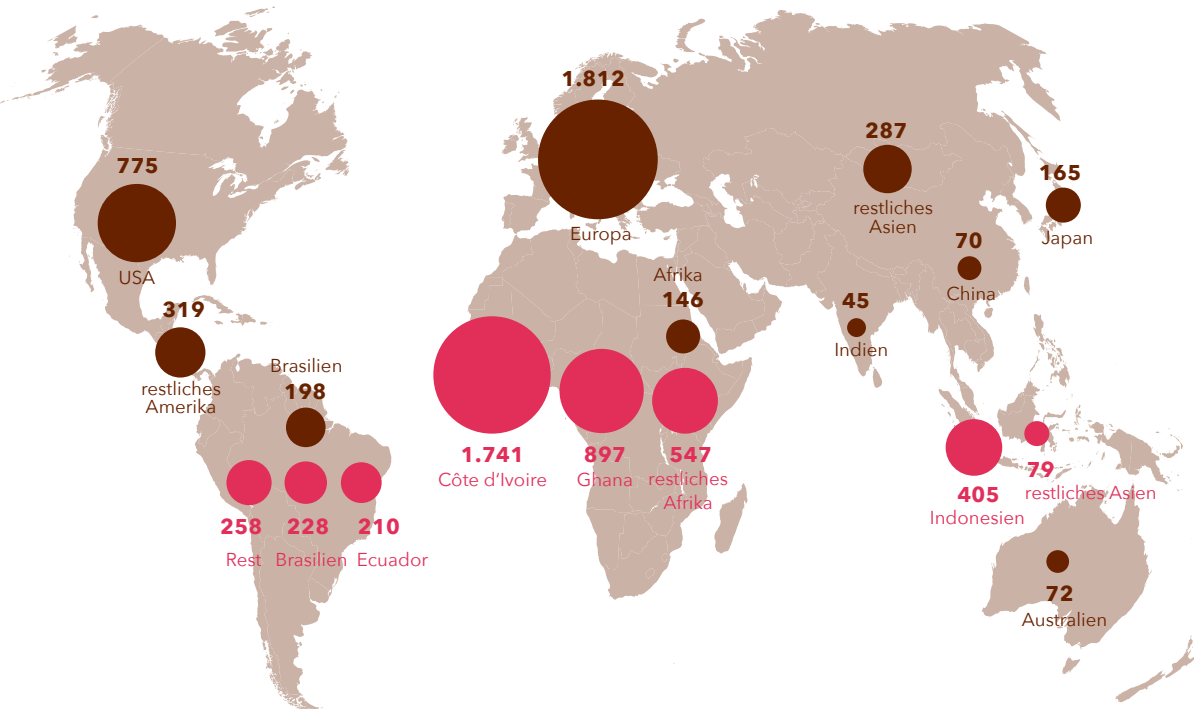 1.812
Europa
287
restliches
Asien
165
Japan
70
China
45
Indien
775
USA
319
restliches
Amerika
Brasilien
198
Afrika
146
1.741
Côte d’Ivoire
897
Ghana
547
restliches
Afrika
258
Rest
228
Brasilien
210
Ecuador
405
Indonesien
79
restliches Asien
72
Australien